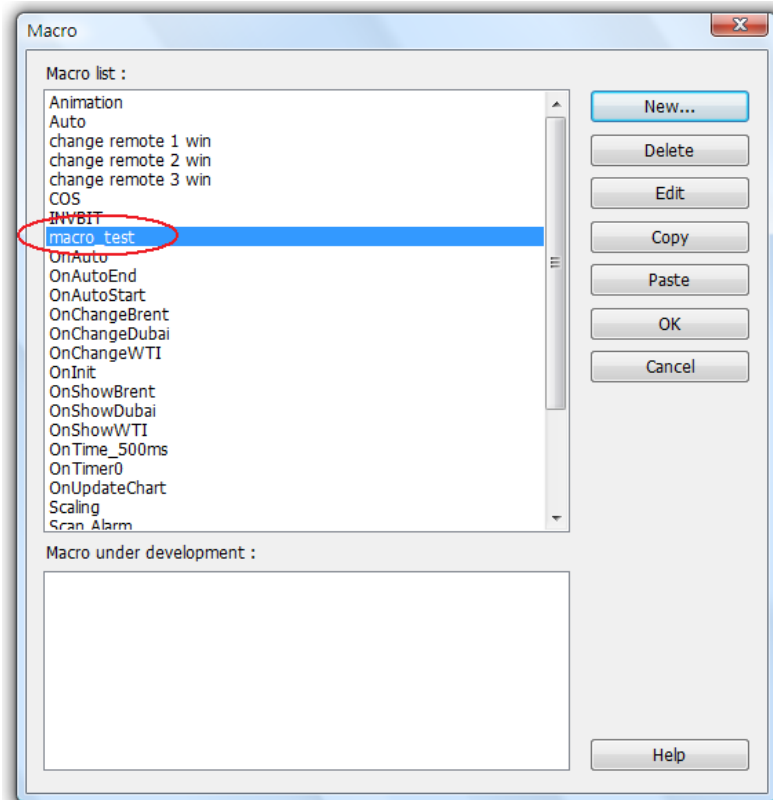 Macro
Macro list :
Animation
Auto
change remote 1 win
change remote 2 win
change remote 3 win
COS
INVBIT
macro_test
OnAuto
OnAutoEnd
OnAutoStart
OnChangeBrent
OnChangeDubai
OnChangeWTI
OnInit
OnShowBrent
OnShowDubai
OnShowWTI
OnTime_500ms
OnTimer0
OnUpdateChart
Scaling
Scan Alarm
New...
Delete
Edit
Copy
Paste
OK
Cancel
Macro under development :
Help